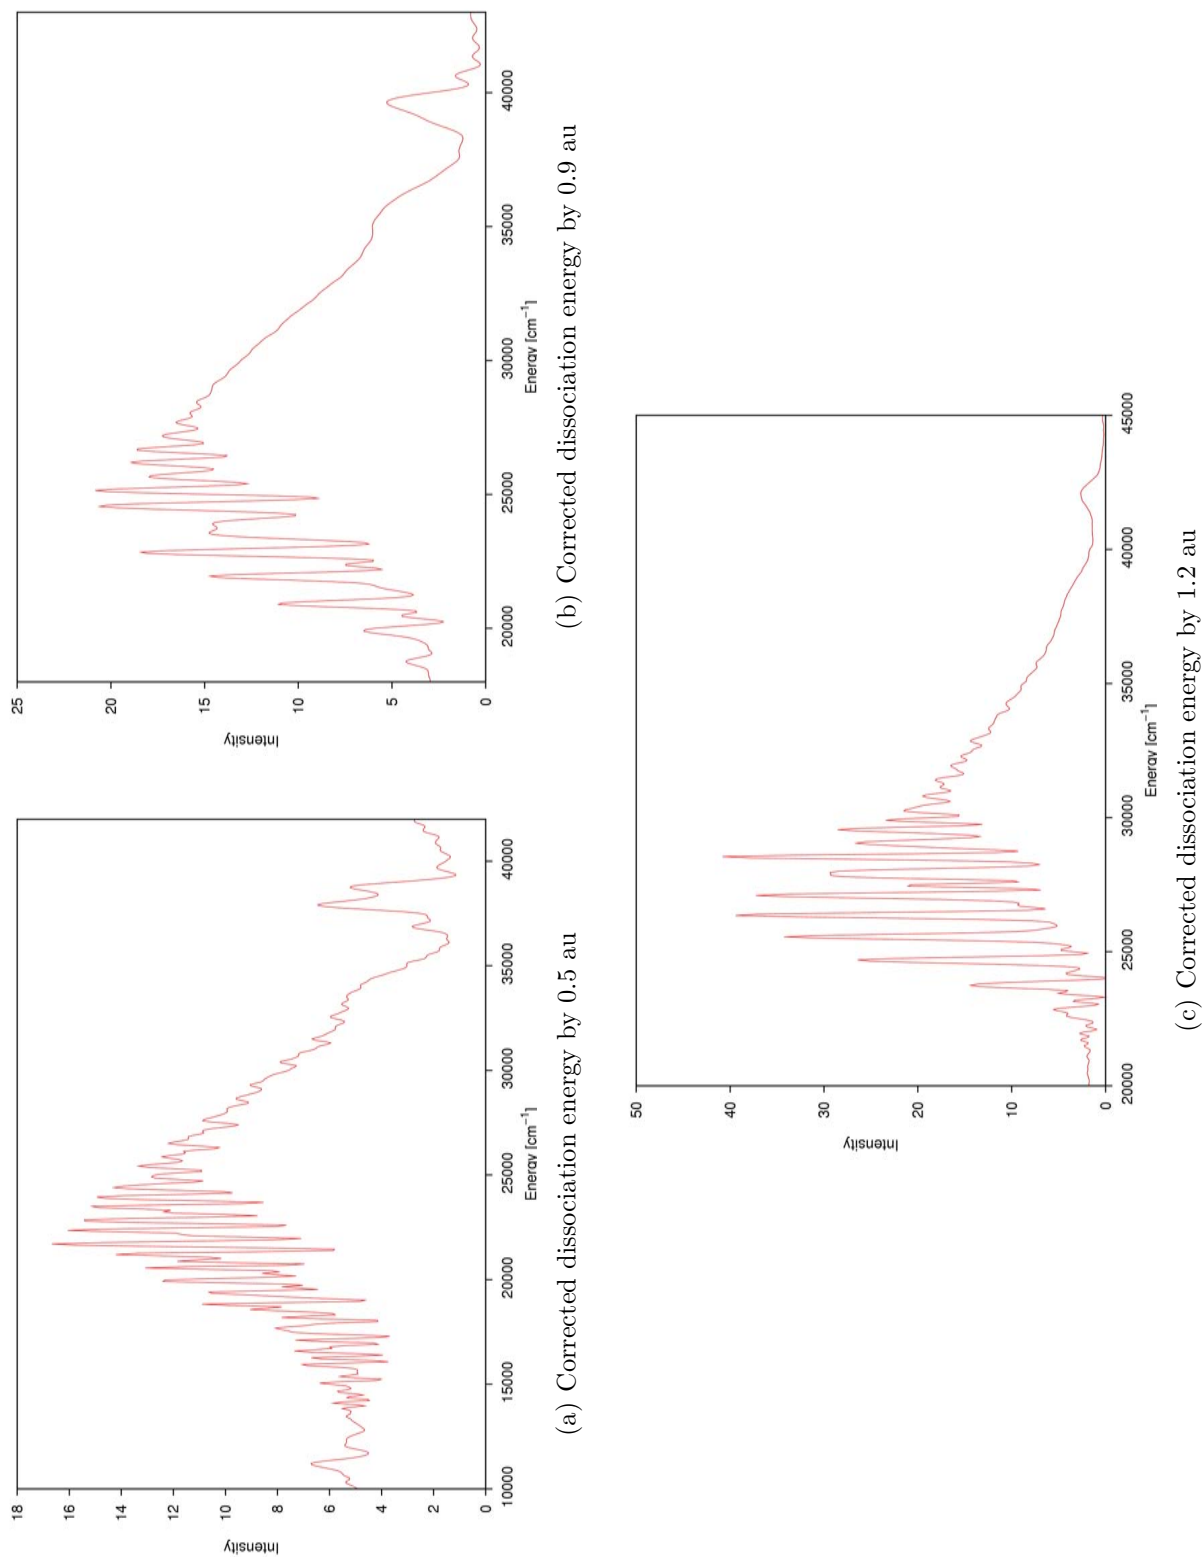 18
16
14
12
10
8
6
4
2
0
Intensity
10000 15000 20000 25000 30000 35000 40000
Energy [cm⁻¹]
(a) Corrected dissociation energy by 0.5 au
25
20
15
10
5
0
Intensity
20000 25000 30000 35000 40000
Energy [cm⁻¹]
(b) Corrected dissociation energy by 0.9 au
50
40
30
20
10
0
Intensity
20000 25000 30000 35000 40000 45000
Energy [cm⁻¹]
(c) Corrected dissociation energy by 1.2 au